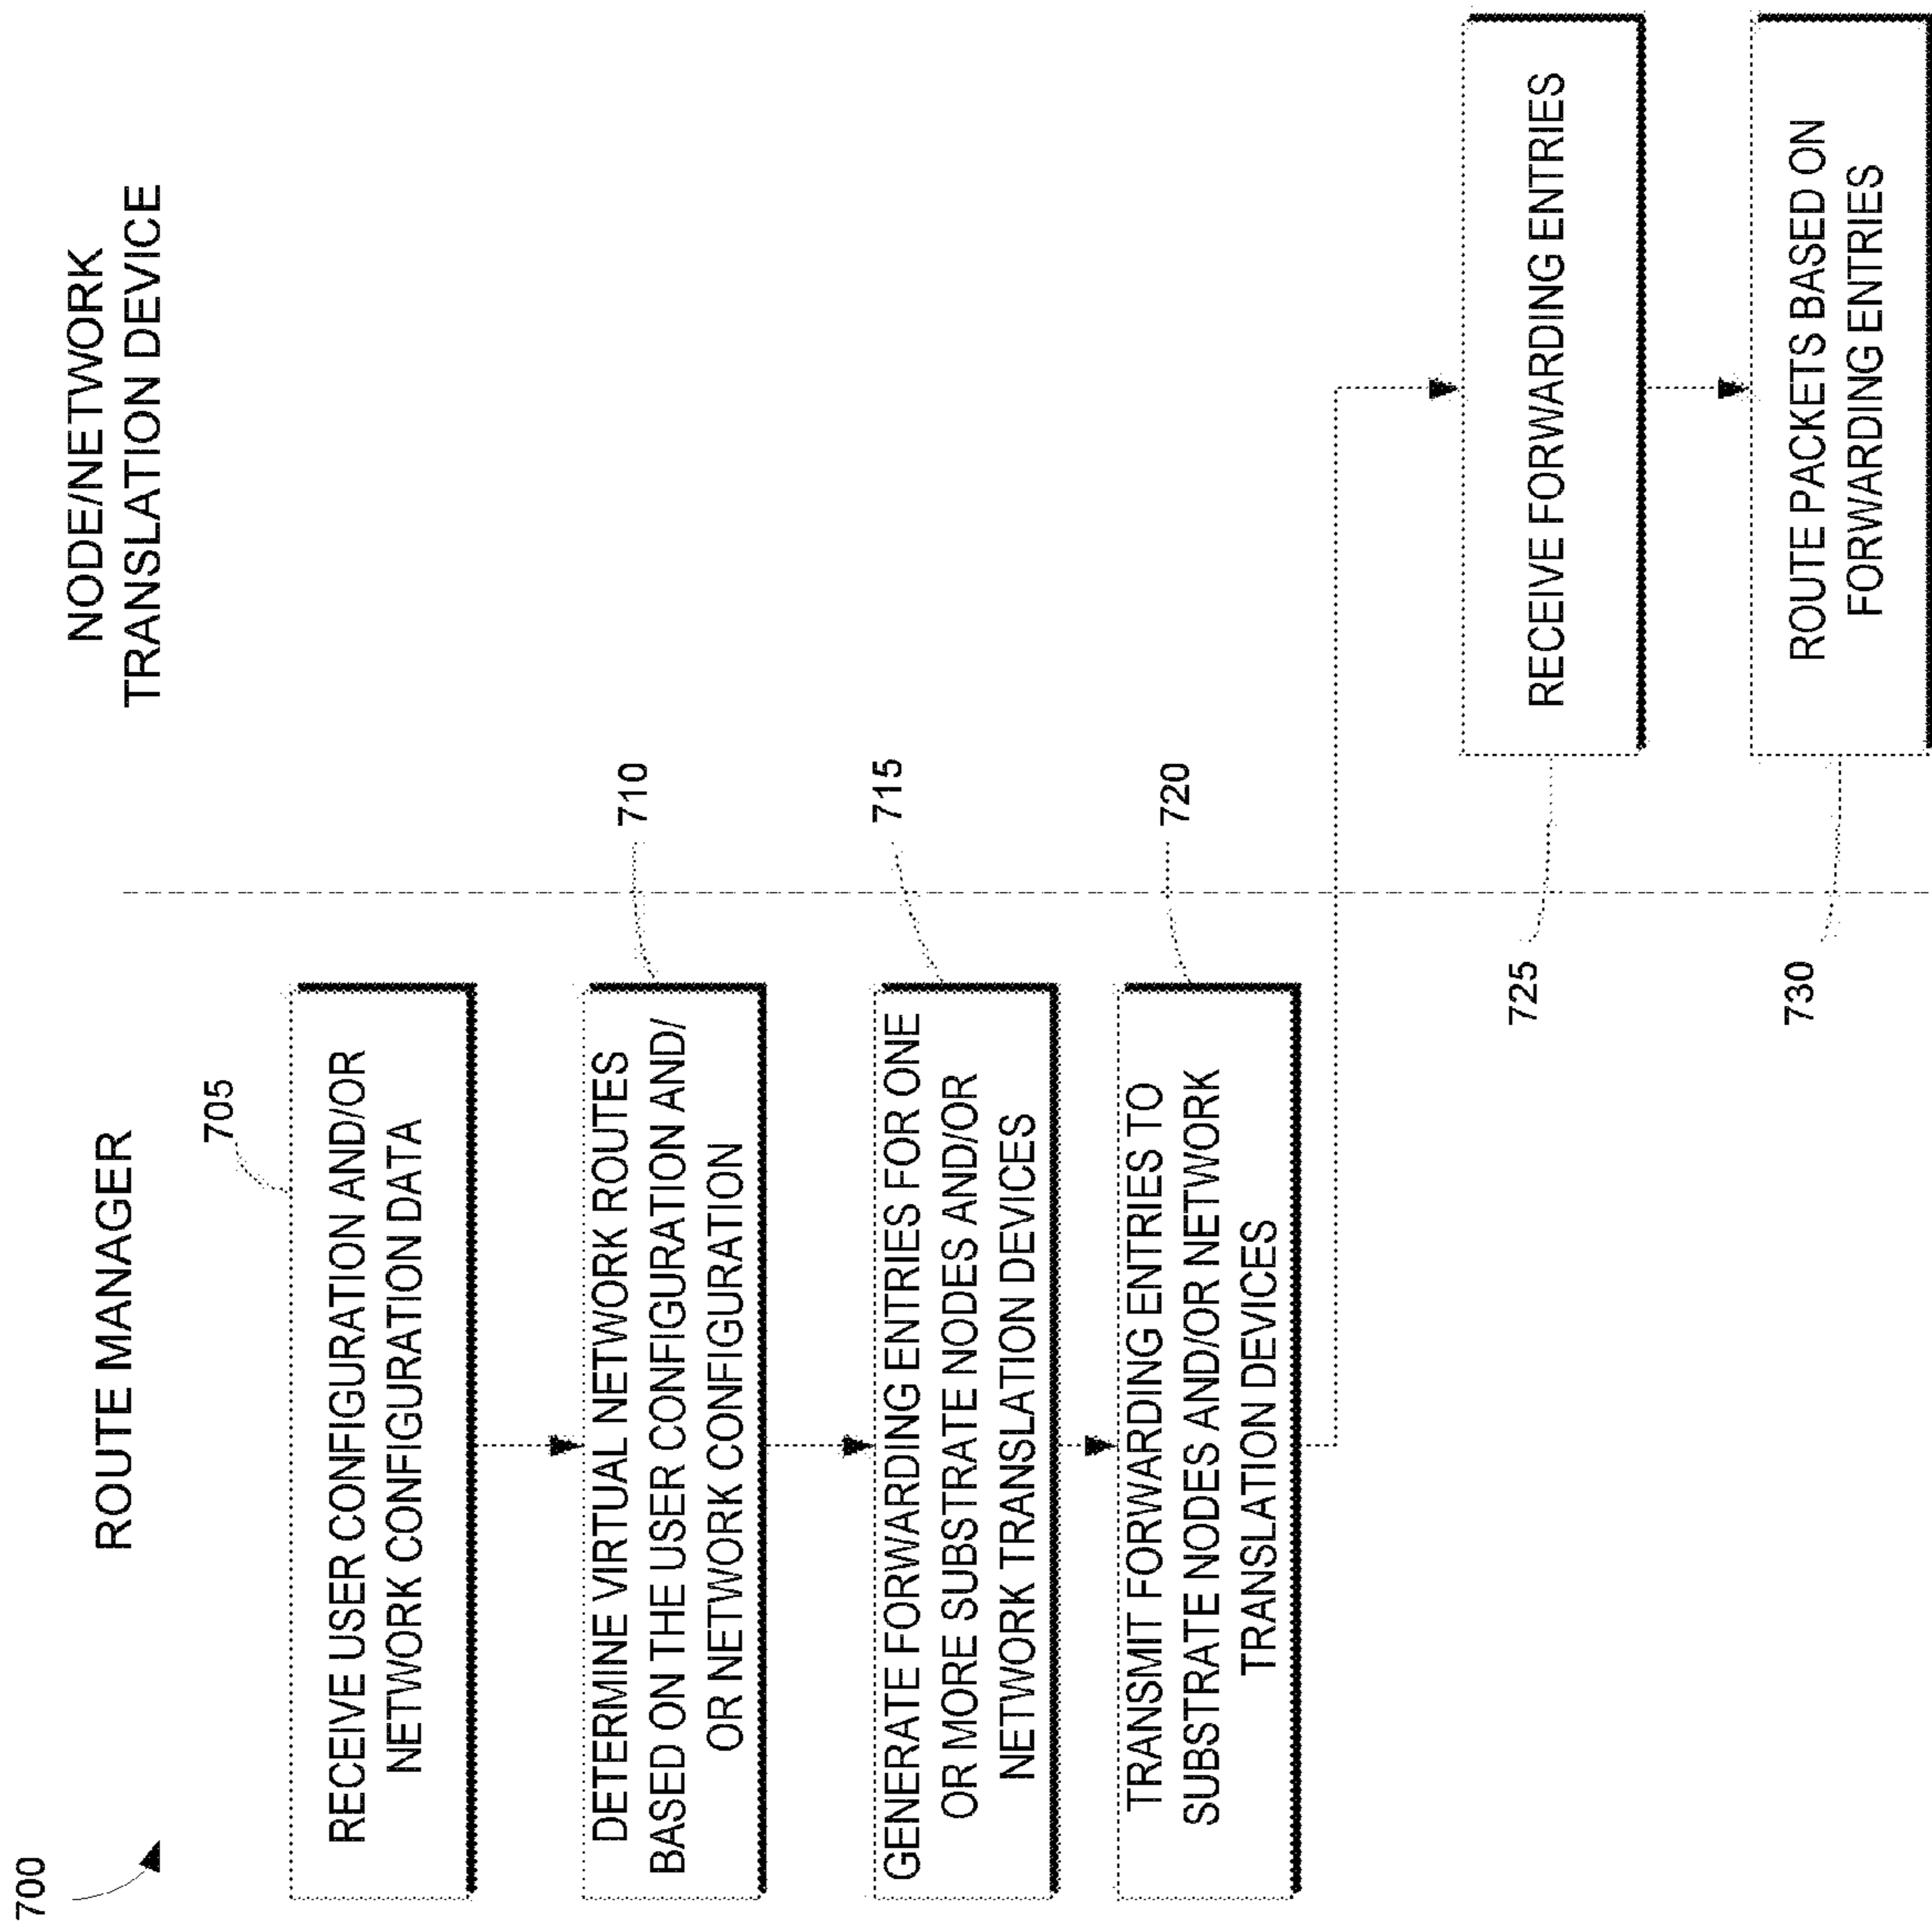 700
ROUTE MANAGER
NODE/NETWORK
TRANSLATION DEVICE
705
RECEIVE USER CONFIGURATION AND/OR
NETWORK CONFIGURATION DATA
710
DETERMINE VIRTUAL NETWORK ROUTES
BASED ON THE USER CONFIGURATION AND/
OR NETWORK CONFIGURATION
715
GENERATE FORWARDING ENTRIES FOR ONE
OR MORE SUBSTRATE NODES AND/OR
NETWORK TRANSLATION DEVICES
720
TRANSMIT FORWARDING ENTRIES TO
SUBSTRATE NODES AND/OR NETWORK
TRANSLATION DEVICES
725
RECEIVE FORWARDING ENTRIES
730
ROUTE PACKETS BASED ON
FORWARDING ENTRIES